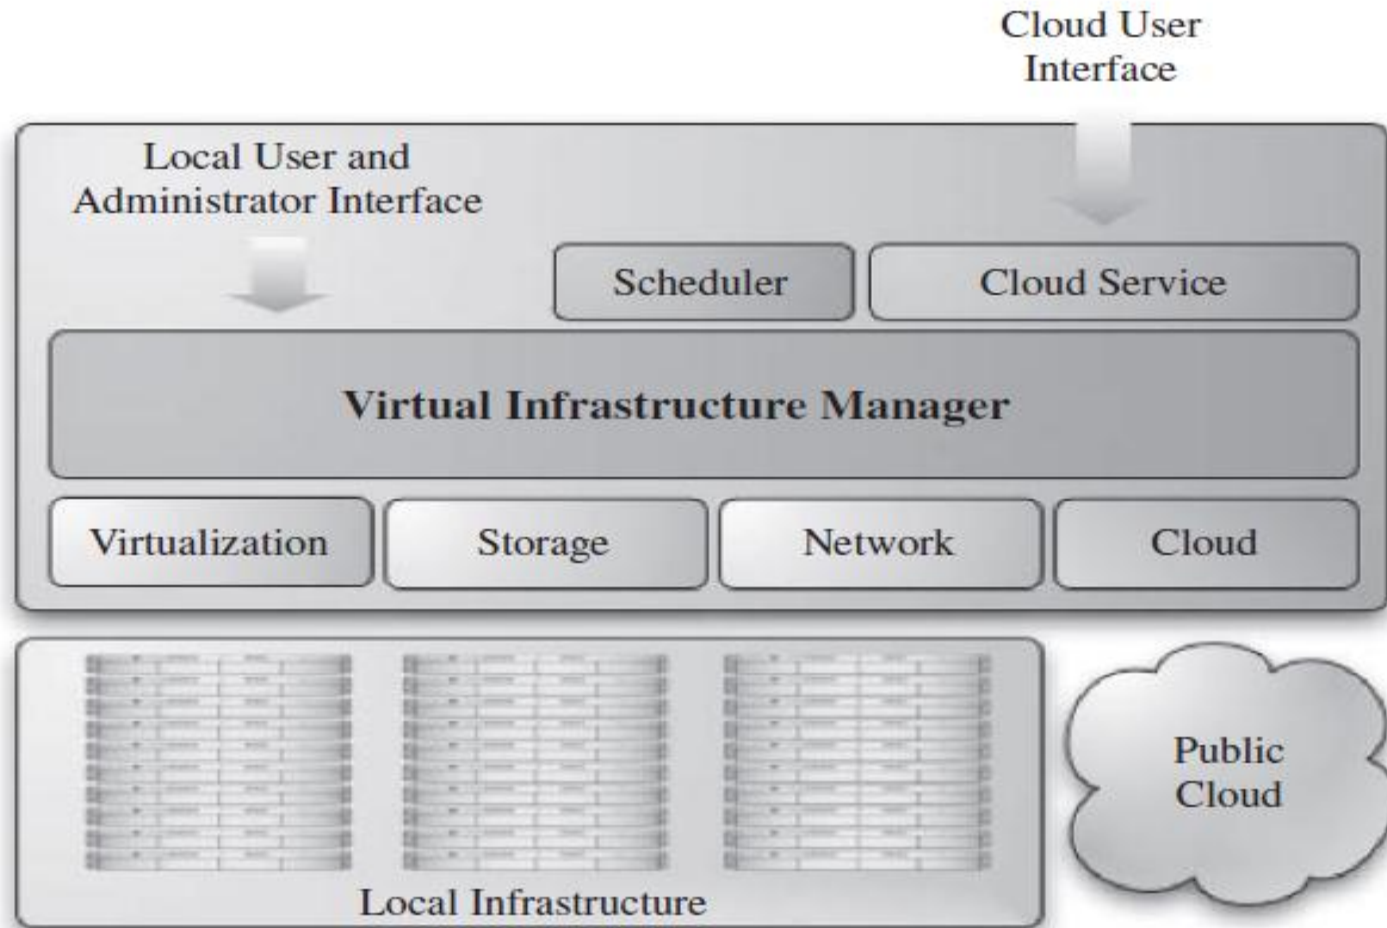 Cloud User
Interface
Local User and
Administrator Interface
Scheduler
Cloud Service
Virtual Infrastructure Manager
Virtualization
Storage
Network
Cloud
Public
Cloud
Local Infrastructure